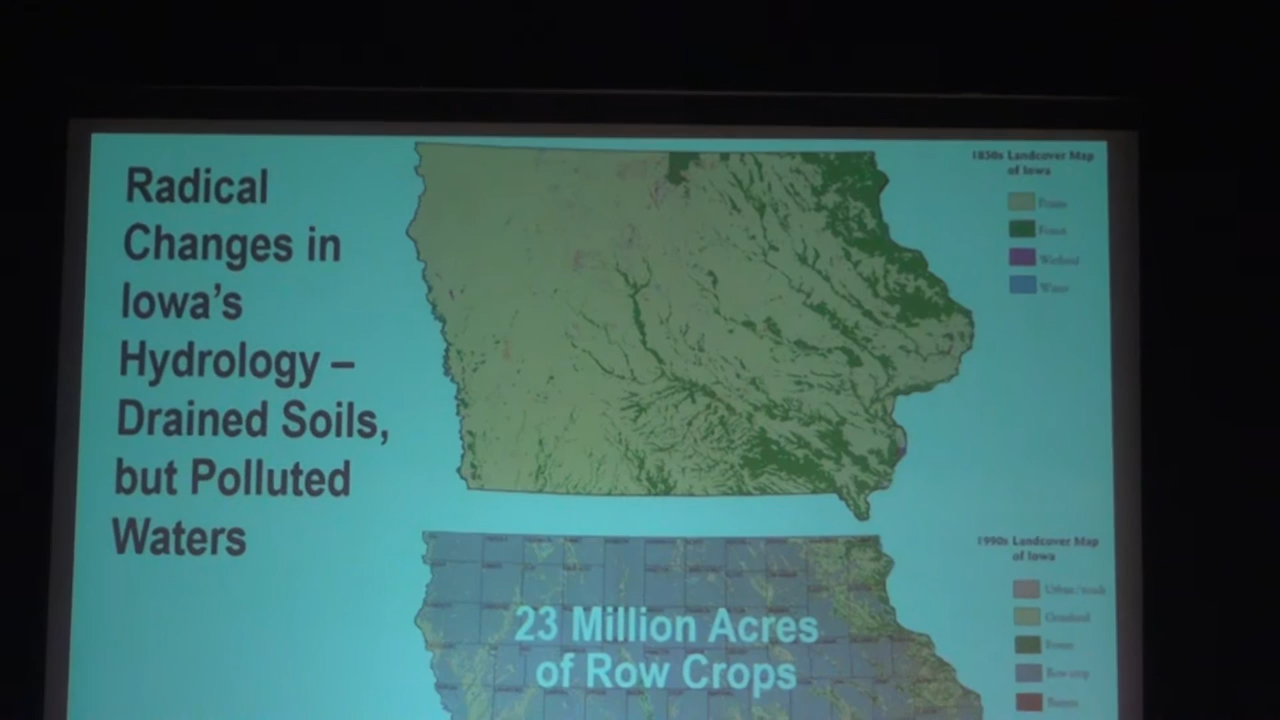 Radical
Changes in
Iowa's
Hydrology –
Drained Soils,
but Polluted
Waters
1850s Landcover Map
of Iowa
Prairie
Forest
Wetland
Water
1990s Landcover Map
of Iowa
Grassland
Forest
Row crop
23 Million Acres
of Row Crops